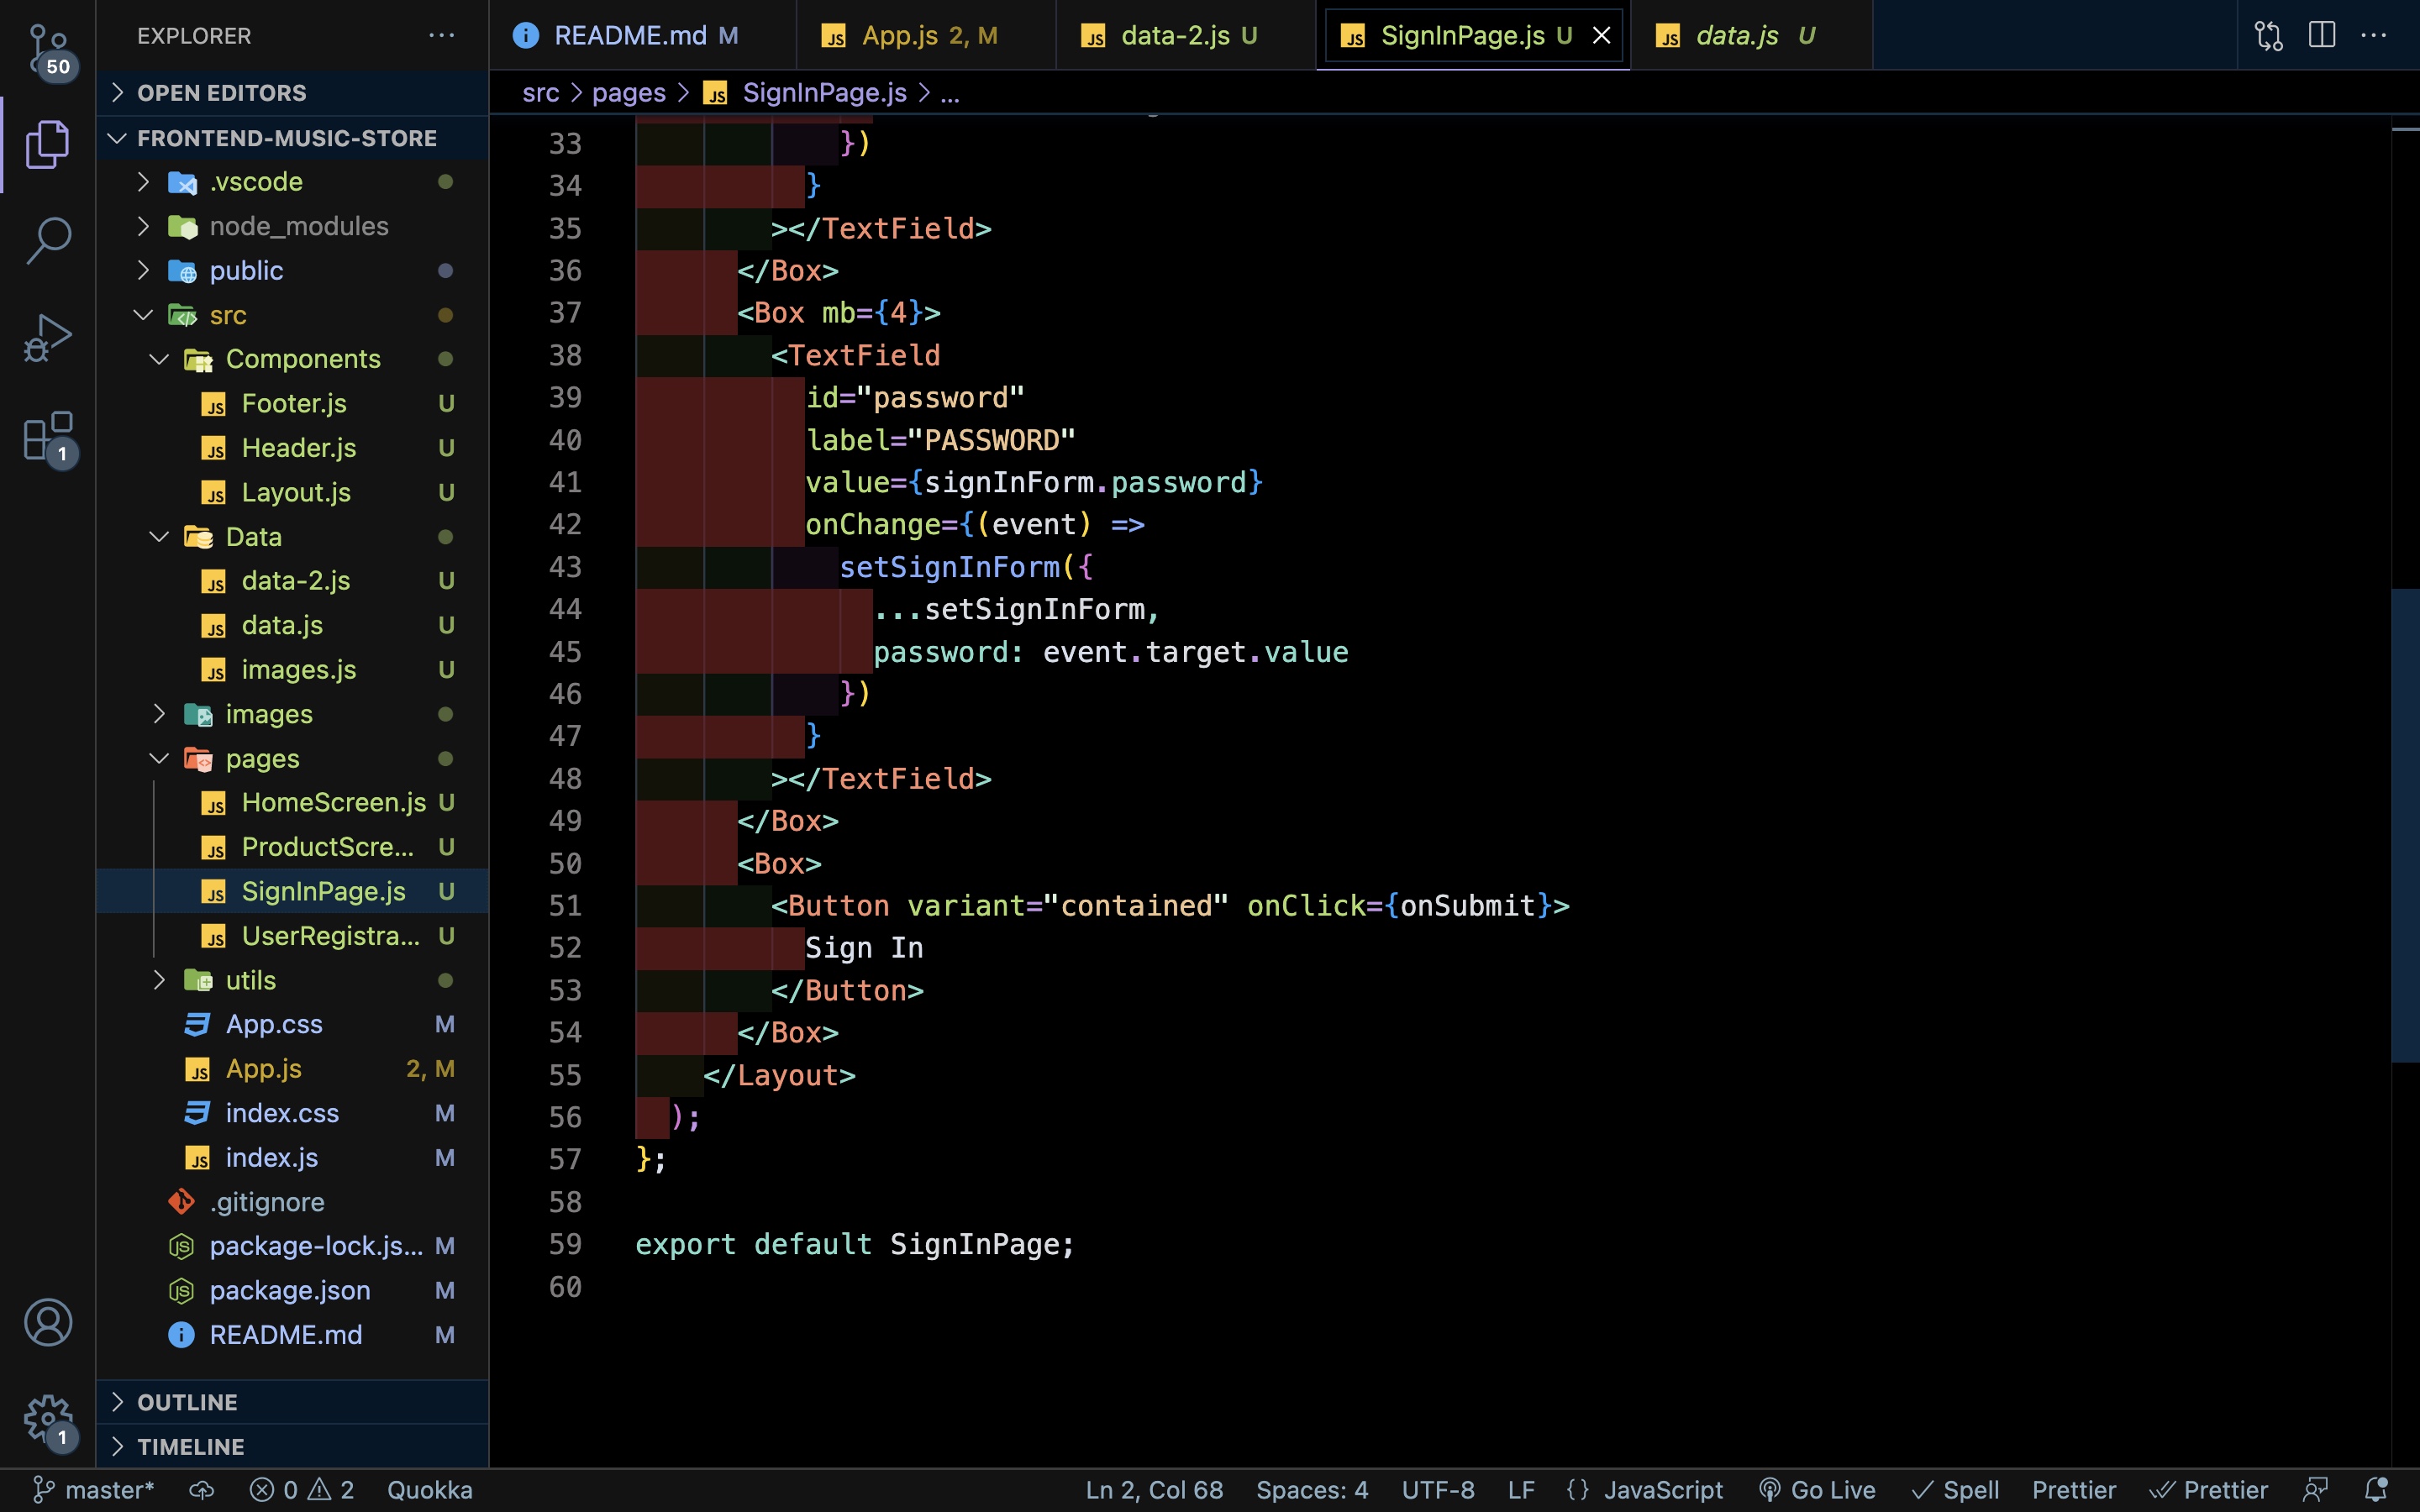 50
1
1
EXPLORER
OPEN EDITORS
FRONTEND-MUSIC-STORE
.vscode
node_modules
public
src
Components
Footer.js U
Header.js U
Layout.js U
Data
data-2.js U
data.js U
images.js U
images
pages
HomeScreen.js U
ProductScre... U
SignInPage.js U
UserRegistra... U
utils
App.css M
App.js 2, M
index.css M
index.js M
.gitignore
package-lock.js... M
package.json M
README.md M
OUTLINE
TIMELINE
README.md M
App.js 2, M
data-2.js U
SignInPage.js U
data.js U
src > pages > JS SignInPage.js > ...
33 })
34 }
35 ></TextField>
36 </Box>
37 <Box mb={4}>
38 <TextField
39 id="password"
40 label="PASSWORD"
41 value={signInForm.password}
42 onChange={(event) =>
43 setSignInForm({
44 ...setSignInForm,
45 password: event.target.value
46 })
47 }
48 ></TextField>
49 </Box>
50 <Box>
51 <Button variant="contained" onClick={onSubmit}>
52 Sign In
53 </Button>
54 </Box>
55 </Layout>
56 );
57 };
58
59 export default SignInPage;
60
master* 0 2 Quokka Ln 2, Col 68 Spaces: 4 UTF-8 LF {} JavaScript Go Live Spell Prettier Prettier